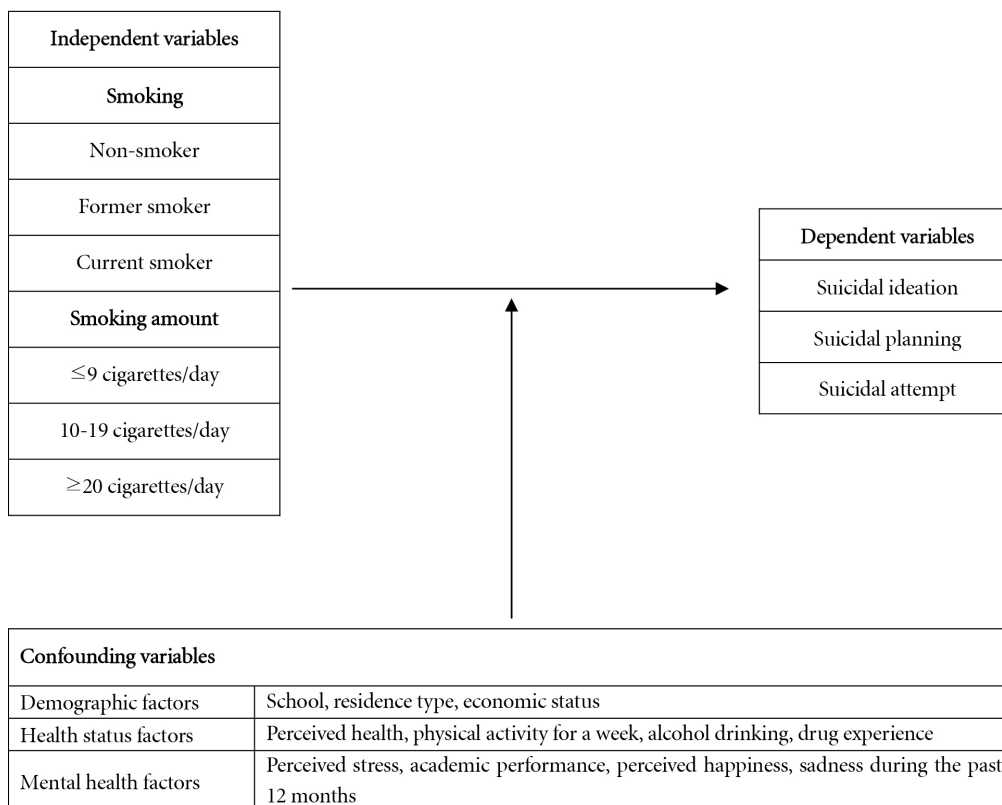 Independent variables
Smoking
Non-smoker
Former smoker
Current smoker
Smoking amount
≤9 cigarettes/day
10-19 cigarettes/day
≥20 cigarettes/day
Dependent variables
Suicidal ideation
Suicidal planning
Suicidal attempt
Confounding variables
Demographic factors
School, residence type, economic status
Health status factors
Perceived health, physical activity for a week, alcohol drinking, drug experience
Mental health factors
Perceived stress, academic performance, perceived happiness, sadness during the past
12 months